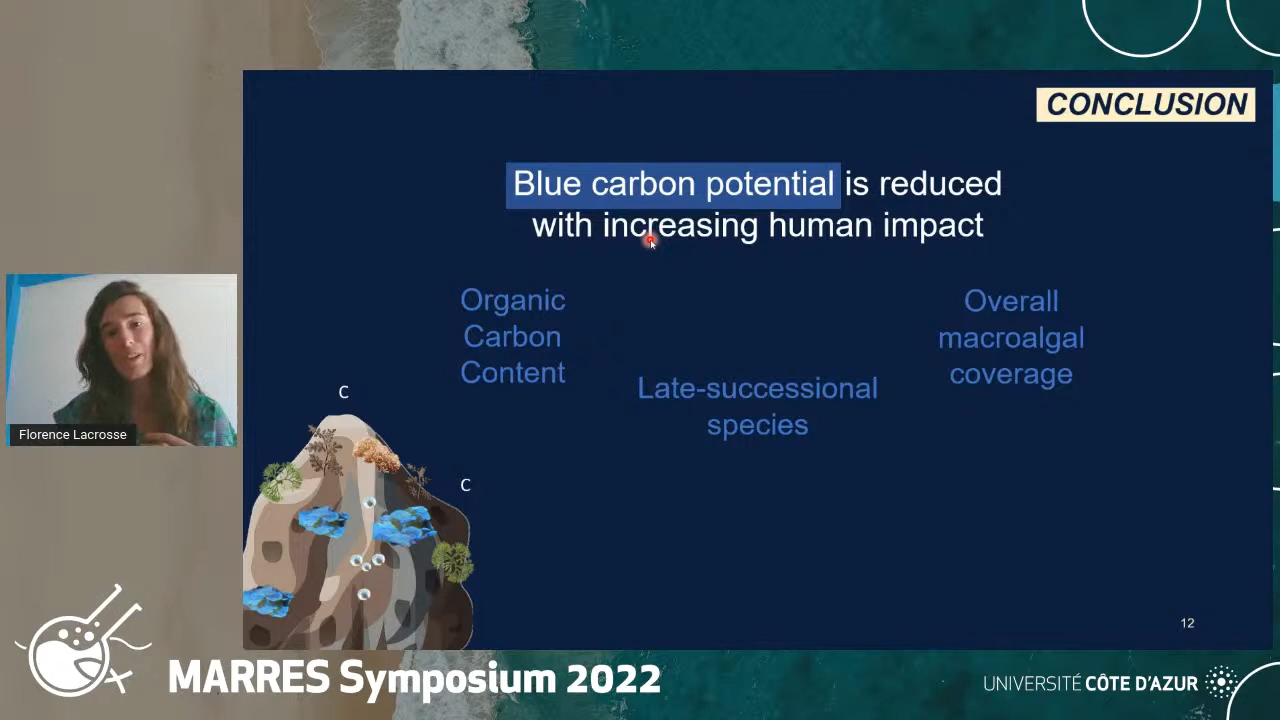 CONCLUSION
Blue carbon potential is reduced
with increasing human impact
Organic
Carbon
Content
Late-successional
species
Overall
macroalgal
coverage
C
C
12
Florence Lacrosse
MARRES Symposium 2022
UNIVERSITÉ CÔTE D'AZUR